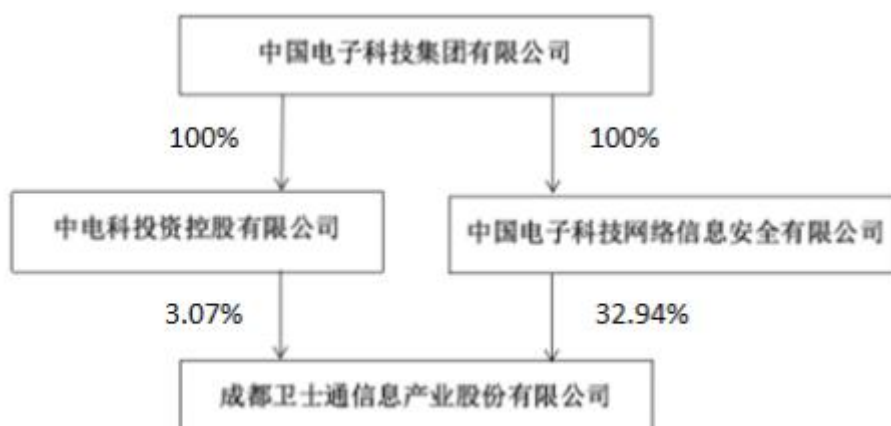 中国电子科技集团有限公司
100%
100%
中电科投资控股有限公司
中国电子科技网络信息安全有限公司
3.07%
32.94%
成都卫士通信息产业股份有限公司